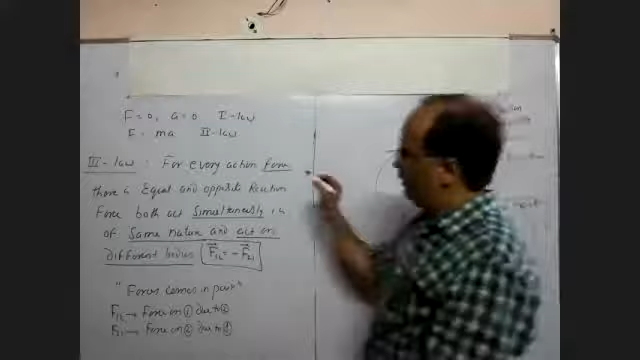 F = 0, a = 0 I-law
F = ma II-law
III-law : For every action force
there is Equal and opposite Reaction
Force both act simultaneously is
of Same nature and act on
different bodies F₁₂ = -F₂₁
"Forces comes in pair"
F₁₂ → Force on ① due to ②
F₂₁ → Force on ② due to ①